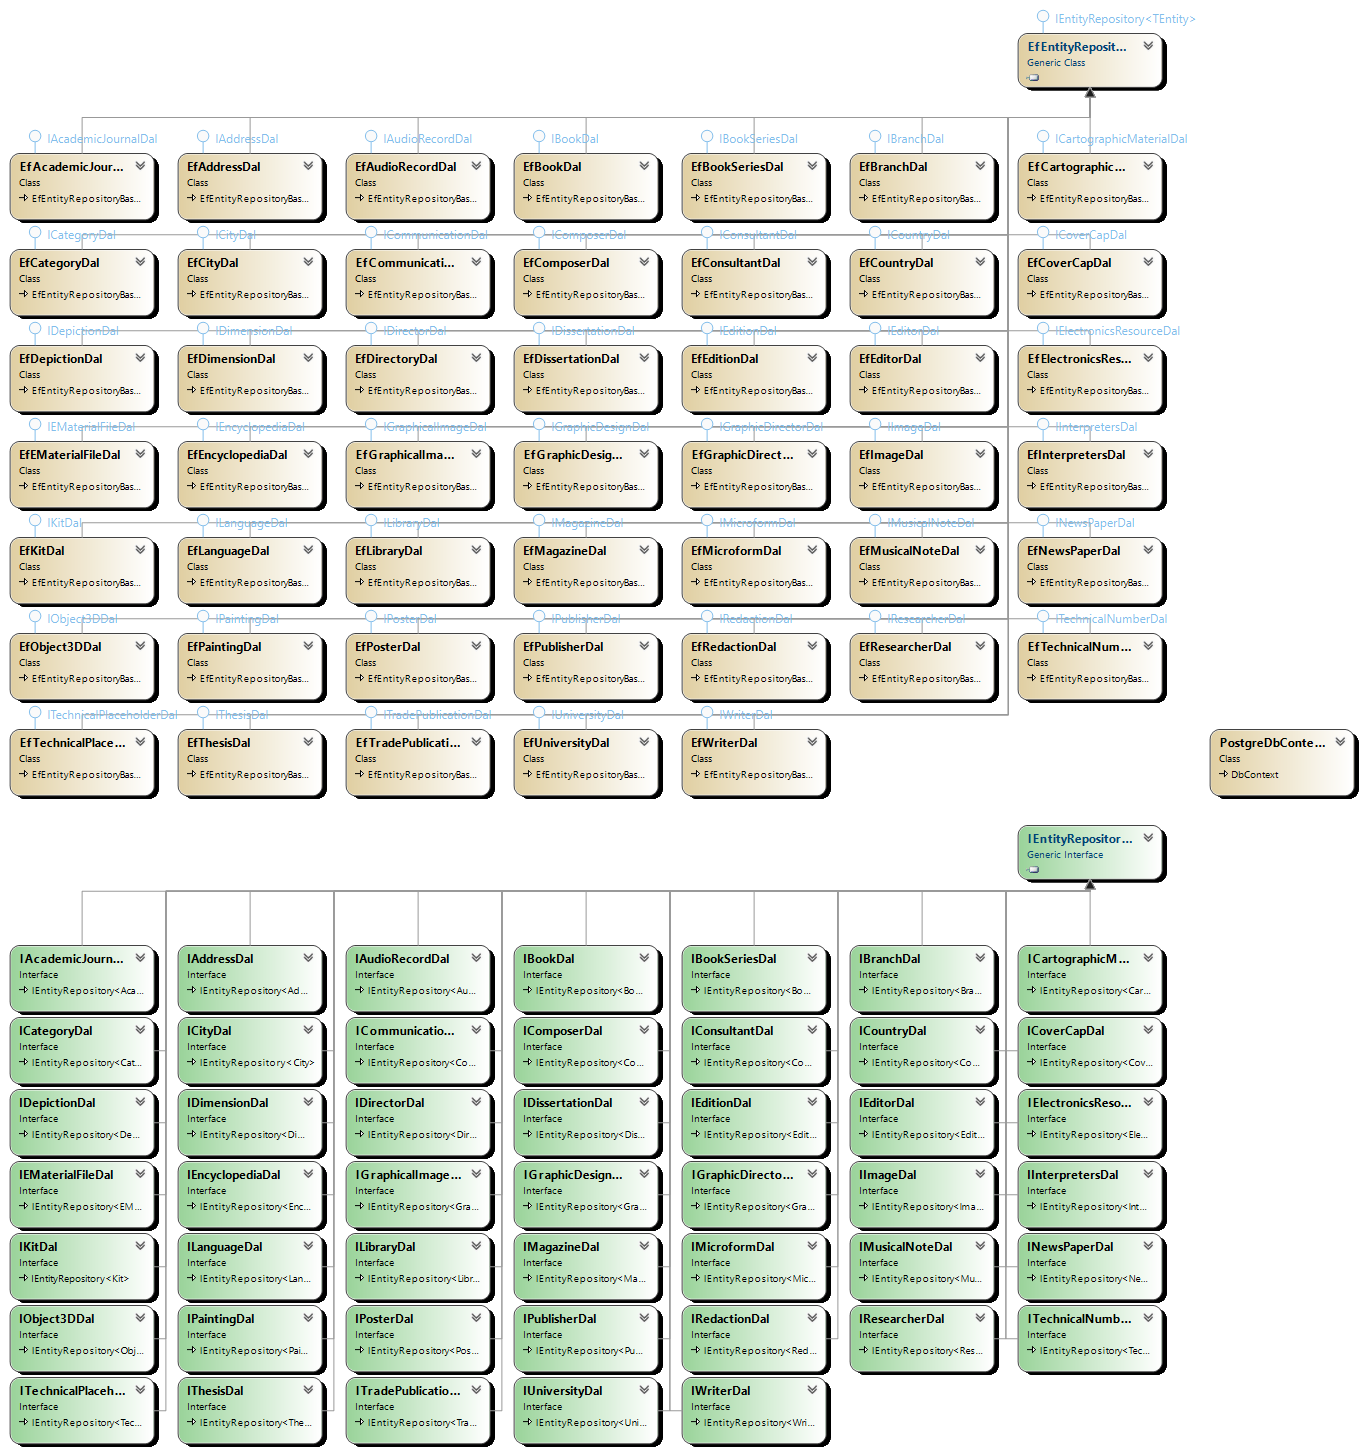 IEntityRepository<TEntity>
EfEntityReposit...
Generic Class
IAcademicJournalDal IAddressDal IAudioRecordDal IBookDal IBookSeriesDal IBranchDal ICartographicMaterialDal
EfAcademicJour... EfAddressDal EfAudioRecordDal EfBookDal EfBookSeriesDal EfBranchDal EfCartographic...
Class Class Class Class Class Class Class
EfEntityRepositoryBas... EfEntityRepositoryBas... EfEntityRepositoryBas... EfEntityRepositoryBas... EfEntityRepositoryBas... EfEntityRepositoryBas... EfEntityRepositoryBas...
ICategoryDal ICityDal ICommunicationDal IComposerDal IConsultantDal ICountryDal ICoverCapDal
EfCategoryDal EfCityDal EfCommunicati... EfComposerDal EfConsultantDal EfCountryDal EfCoverCapDal
Class Class Class Class Class Class Class
EfEntityRepositoryBas... EfEntityRepositoryBas... EfEntityRepositoryBas... EfEntityRepositoryBas... EfEntityRepositoryBas... EfEntityRepositoryBas... EfEntityRepositoryBas...
IDepictionDal IDimensionDal IDirectorDal IDissertationDal IEditionDal IEditorDal IElectronicsResourceDal
EfDepictionDal EfDimensionDal EfDirectoryDal EfDissertationDal EfEditionDal EfEditorDal EfElectronicsRes...
Class Class Class Class Class Class Class
EfEntityRepositoryBas... EfEntityRepositoryBas... EfEntityRepositoryBas... EfEntityRepositoryBas... EfEntityRepositoryBas... EfEntityRepositoryBas... EfEntityRepositoryBas...
IEMaterialFileDal IEncyclopediaDal IGraphicalImageDal IGraphicDesignDal IGraphicDirectorDal IImageDal IInterpretersDal
EfEMaterialFileDal EfEncyclopediaDal EfGraphicalIma... EfGraphicDesig... EfGraphicDirect... EfImageDal EfInterpretersDal
Class Class Class Class Class Class Class
EfEntityRepositoryBas... EfEntityRepositoryBas... EfEntityRepositoryBas... EfEntityRepositoryBas... EfEntityRepositoryBas... EfEntityRepositoryBas... EfEntityRepositoryBas...
IKitDal ILanguageDal ILibraryDal IMagazineDal IMicroformDal IMusicalNoteDal INewsPaperDal
EfKitDal EfLanguageDal EfLibraryDal EfMagazineDal EfMicroformDal EfMusicalNoteDal EfNewsPaperDal
Class Class Class Class Class Class Class
EfEntityRepositoryBas... EfEntityRepositoryBas... EfEntityRepositoryBas... EfEntityRepositoryBas... EfEntityRepositoryBas... EfEntityRepositoryBas... EfEntityRepositoryBas...
IObject3DDal IPaintingDal IPosterDal IPublisherDal IRedactionDal IResearcherDal ITechnicalNumberDal
EfObject3DDal EfPaintingDal EfPosterDal EfPublisherDal EfRedactionDal EfResearcherDal EfTechnicalNum...
Class Class Class Class Class Class Class
EfEntityRepositoryBas... EfEntityRepositoryBas... EfEntityRepositoryBas... EfEntityRepositoryBas... EfEntityRepositoryBas... EfEntityRepositoryBas... EfEntityRepositoryBas...
ITechnicalPlaceholderDal IThesisDal ITradePublicationDal IUniversityDal IWriterDal
EfTechnicalPlace... EfThesisDal EfTradePublicati... EfUniversityDal EfWriterDal PostgreDbConte...
Class Class Class Class Class Class
EfEntityRepositoryBas... EfEntityRepositoryBas... EfEntityRepositoryBas... EfEntityRepositoryBas... EfEntityRepositoryBas... DbContext
IEntityRepositor...
Generic Interface
IAcademicJourn... IAddressDal IAudioRecordDal IBookDal IBookSeriesDal IBranchDal ICartographicM...
Interface Interface Interface Interface Interface Interface Interface
IEntityRepository<Aca... IEntityRepository<Ad... IEntityRepository<Au... IEntityRepository<Bo... IEntityRepository<Bo... IEntityRepository<Bra... IEntityRepository<Car...
ICategoryDal ICityDal ICommunicatio... IComposerDal IConsultantDal ICountryDal ICoverCapDal
Interface Interface Interface Interface Interface Interface Interface
IEntityRepository<Cat... IEntityRepository<City> IEntityRepository<Co... IEntityRepository<Co... IEntityRepository<Co... IEntityRepository<Co... IEntityRepository<Cov...
IDepictionDal IDimensionDal IDirectorDal IDissertationDal IEditionDal IEditorDal IElectronicsReso...
Interface Interface Interface Interface Interface Interface Interface
IEntityRepository<De... IEntityRepository<Di... IEntityRepository<Dir... IEntityRepository<Dis... IEntityRepository<Edit... IEntityRepository<Edit... IEntityRepository<Ele...
IEMaterialFileDal IEncyclopediaDal IGraphicalImage... IGraphicDesign... IGraphicDirecto... IImageDal IInterpretersDal
Interface Interface Interface Interface Interface Interface Interface
IEntityRepository<EM... IEntityRepository<Enc... IEntityRepository<Gra... IEntityRepository<Gra... IEntityRepository<Gra... IEntityRepository<Ima... IEntityRepository<Int...
IKitDal ILanguageDal ILibraryDal IMagazineDal IMicroformDal IMusicalNoteDal INewsPaperDal
Interface Interface Interface Interface Interface Interface Interface
IEntityRepository<Kit> IEntityRepository<Lan... IEntityRepository<Libr... IEntityRepository<Ma... IEntityRepository<Mic... IEntityRepository<Mu... IEntityRepository<Ne...
IObject3DDal IPaintingDal IPosterDal IPublisherDal IRedactionDal IResearcherDal ITechnicalNumb...
Interface Interface Interface Interface Interface Interface Interface
IEntityRepository<Obj... IEntityRepository<Pai... IEntityRepository<Pos... IEntityRepository<Pu... IEntityRepository<Red... IEntityRepository<Res... IEntityRepository<Tec...
ITechnicalPlaceh... IThesisDal ITradePublicatio... IUniversityDal IWriterDal
Interface Interface Interface Interface Interface
IEntityRepository<Tec... IEntityRepository<The... IEntityRepository<Tra... IEntityRepository<Uni... IEntityRepository<Wri...